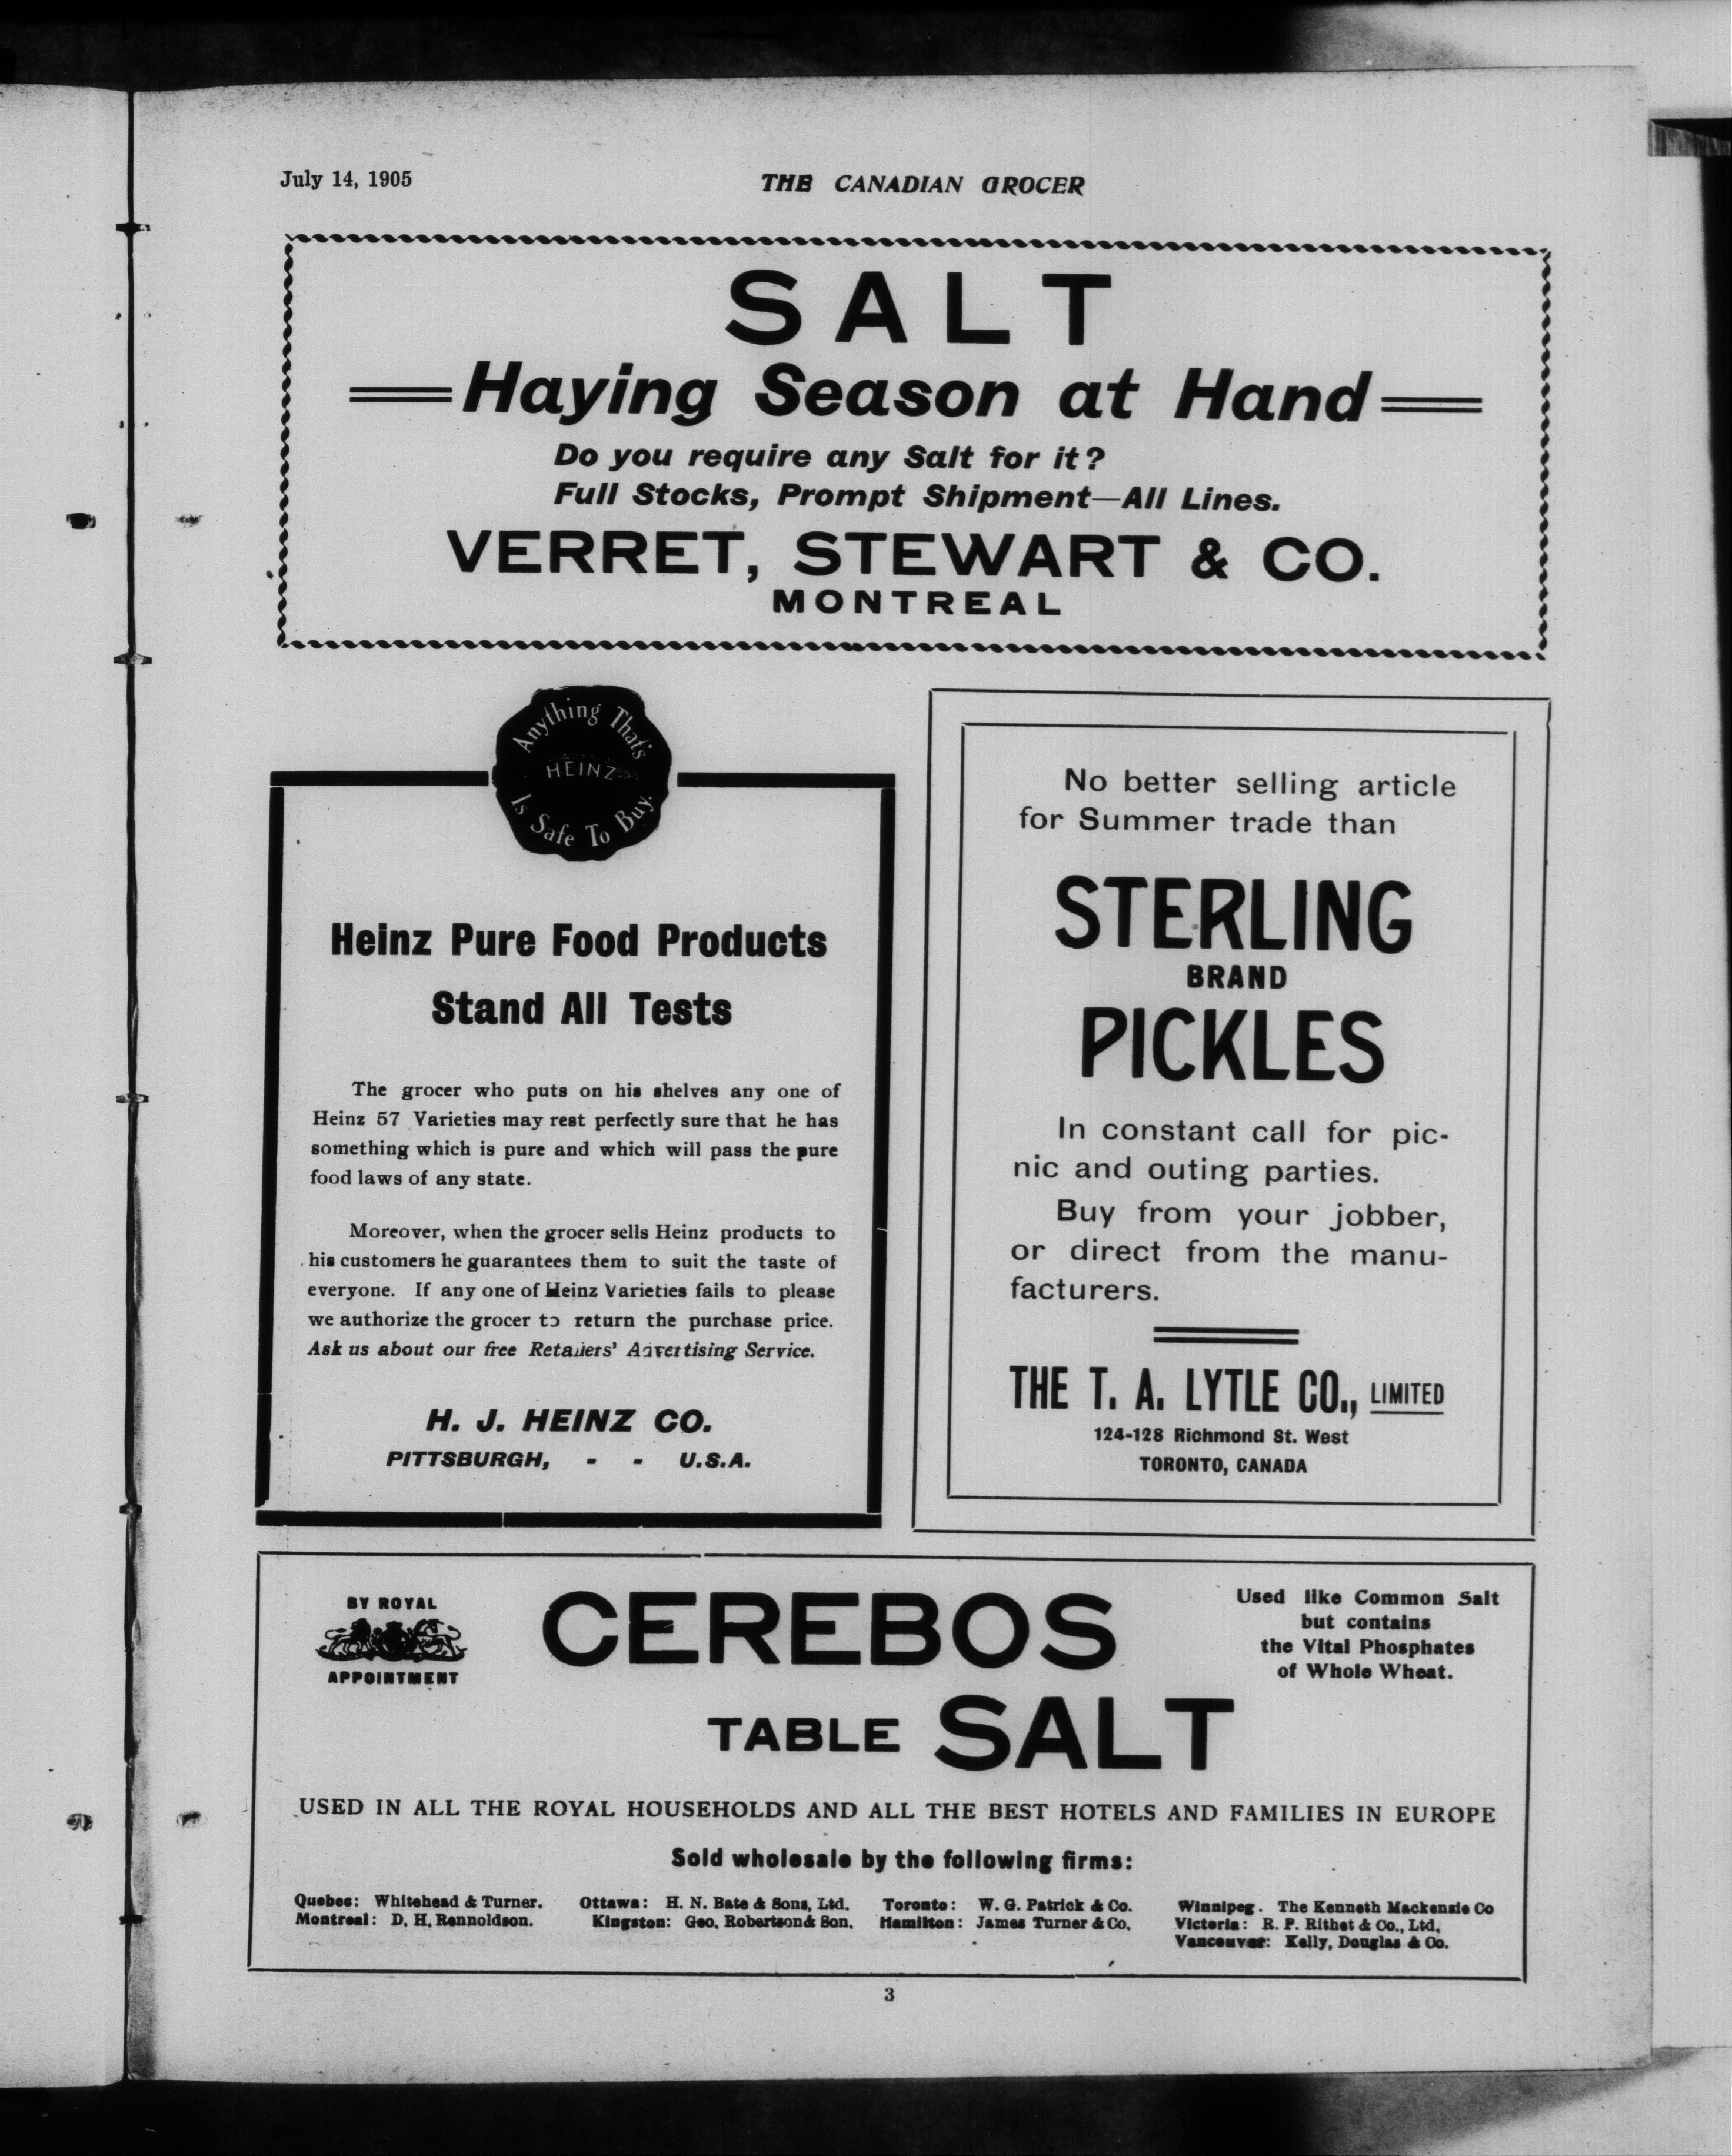 July 14, 1905
THE CANADIAN GROCER
SALT
Haying Season at Hand
Do you require any Salt for it?
Full Stocks, Prompt Shipment—All Lines.
VERRET, STEWART & CO.
MONTREAL
Anything That's
HEINZ
Is Safe To Buy.
Heinz Pure Food Products
Stand All Tests
The grocer who puts on his shelves any one of
Heinz 57 Varieties may rest perfectly sure that he has
something which is pure and which will pass the pure
food laws of any state.
Moreover, when the grocer sells Heinz products to
his customers he guarantees them to suit the taste of
everyone. If any one of Heinz Varieties fails to please
we authorize the grocer to return the purchase price.
Ask us about our free Retailers' Advertising Service.
H. J. HEINZ CO.
PITTSBURGH, - - U.S.A.
No better selling article
for Summer trade than
STERLING
BRAND
PICKLES
In constant call for pic-
nic and outing parties.
Buy from your jobber,
or direct from the manu-
facturers.
THE T. A. LYTLE CO., LIMITED
124-128 Richmond St. West
TORONTO, CANADA
BY ROYAL
APPOINTMENT
CEREBOS
TABLE SALT
Used like Common Salt
but contains
the Vital Phosphates
of Whole Wheat.
USED IN ALL THE ROYAL HOUSEHOLDS AND ALL THE BEST HOTELS AND FAMILIES IN EUROPE
Sold wholesale by the following firms:
Quebec: Whitehead & Turner.
Montreal: D. H. Rennoldson.
Ottawa: H. N. Bate & Sons, Ltd.
Kingston: Geo. Robertson & Son.
Toronto: W. G. Patrick & Co.
Hamilton: James Turner & Co.
Winnipeg. The Kenneth Mackenzie Co
Victoria: R. P. Rithet & Co., Ltd.
Vancouver: Kelly, Douglas & Co.
3